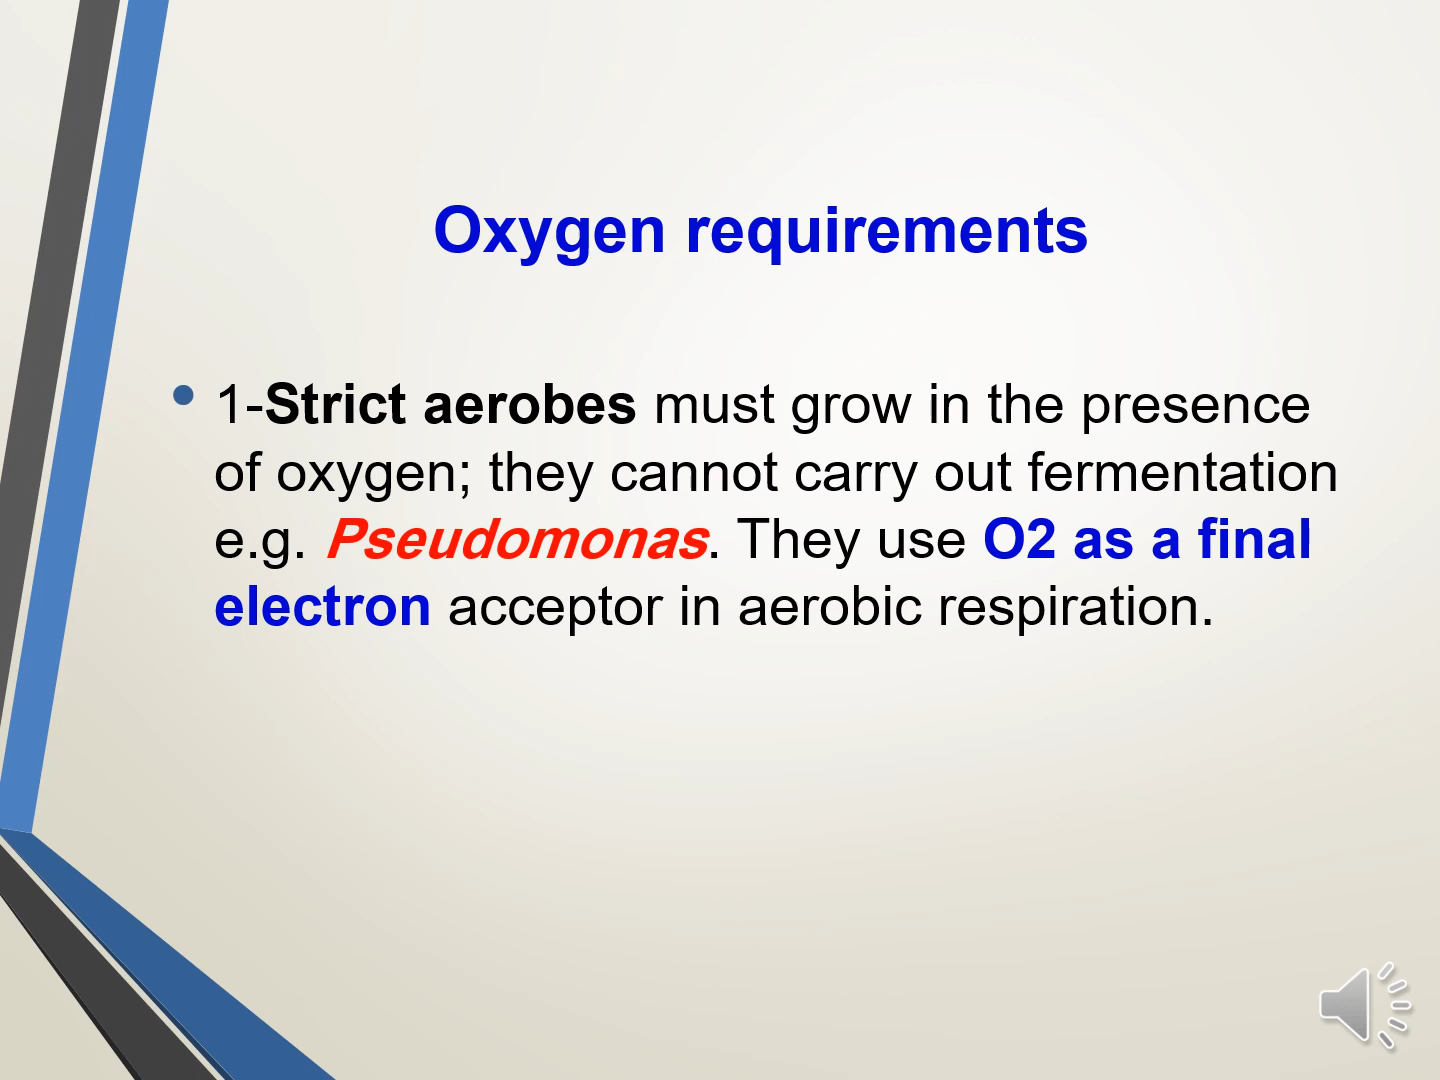 Oxygen requirements
• 1-Strict aerobes must grow in the presence
of oxygen; they cannot carry out fermentation
e.g. Pseudomonas. They use O2 as a final
electron acceptor in aerobic respiration.